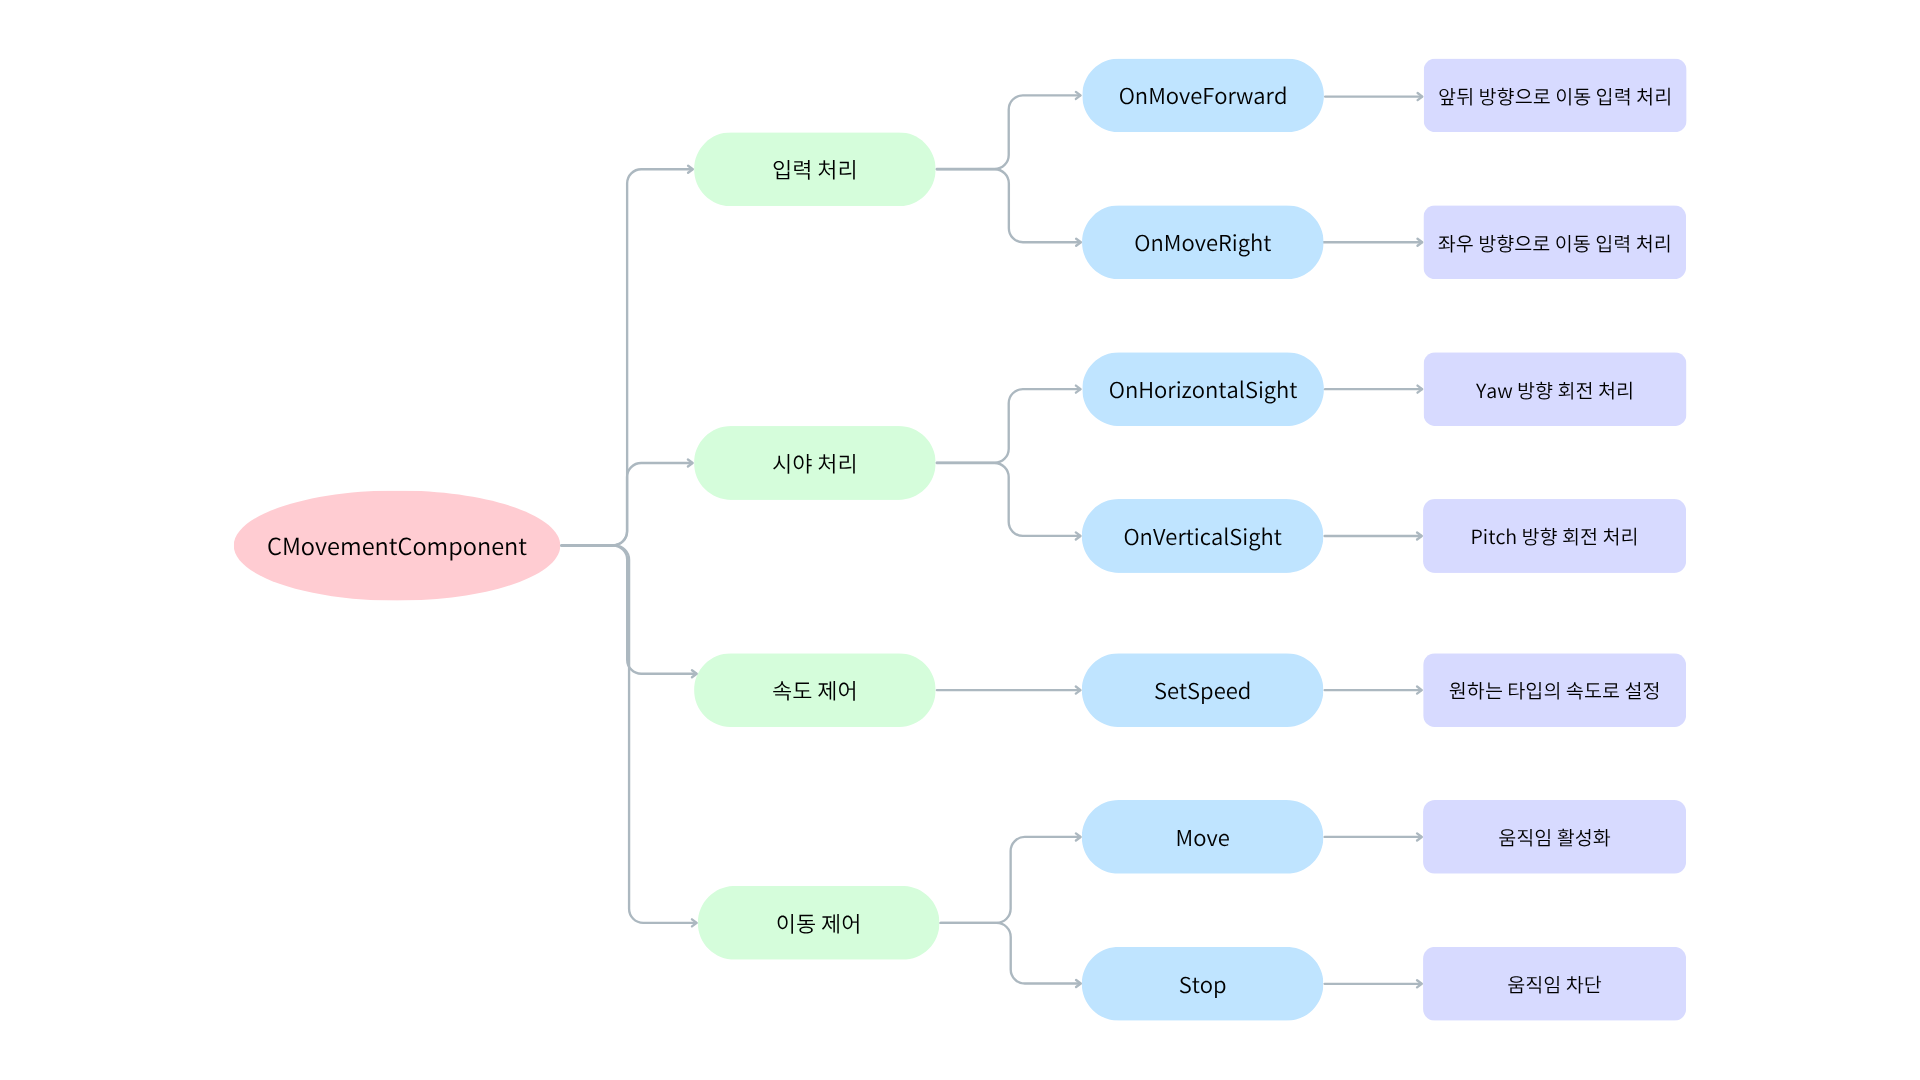 CMovementComponent
입력 처리
OnMoveForward
앞뒤 방향으로 이동 입력 처리
OnMoveRight
좌우 방향으로 이동 입력 처리
시야 처리
OnHorizontalSight
Yaw 방향 회전 처리
OnVerticalSight
Pitch 방향 회전 처리
속도 제어
SetSpeed
원하는 타입의 속도로 설정
이동 제어
Move
움직임 활성화
Stop
움직임 차단